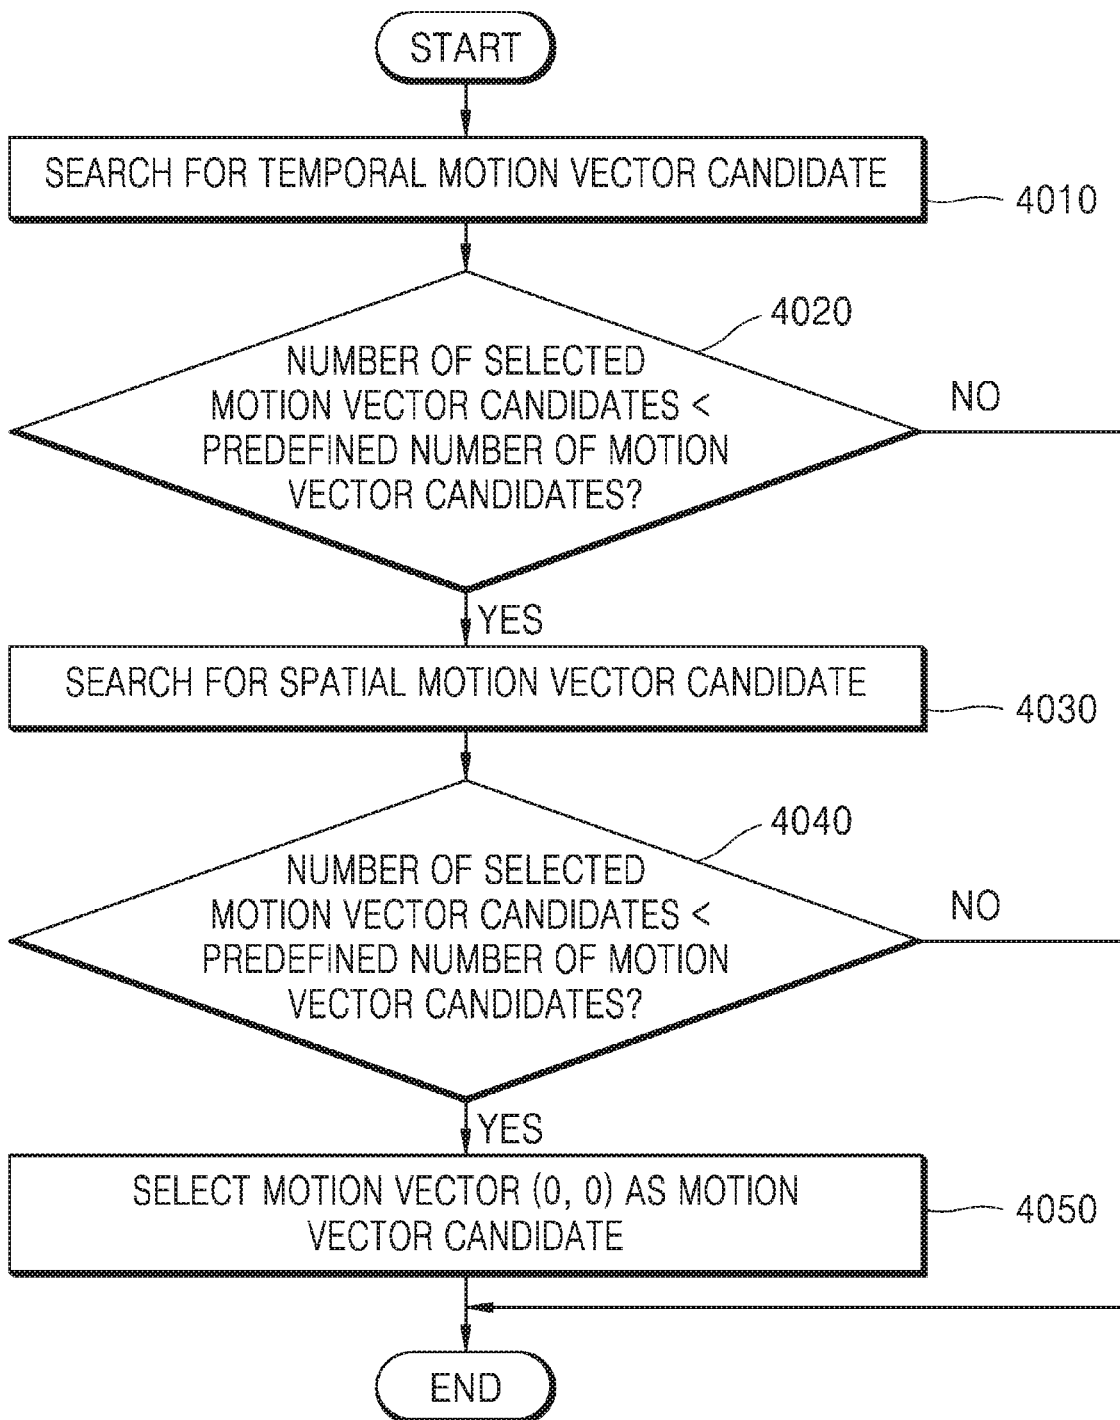 START
SEARCH FOR TEMPORAL MOTION VECTOR CANDIDATE
4010
4020
NUMBER OF SELECTED
MOTION VECTOR CANDIDATES <
PREDEFINED NUMBER OF MOTION
VECTOR CANDIDATES?
NO
YES
SEARCH FOR SPATIAL MOTION VECTOR CANDIDATE
4030
4040
NUMBER OF SELECTED
MOTION VECTOR CANDIDATES <
PREDEFINED NUMBER OF MOTION
VECTOR CANDIDATES?
NO
YES
SELECT MOTION VECTOR (0, 0) AS MOTION
VECTOR CANDIDATE
4050
END